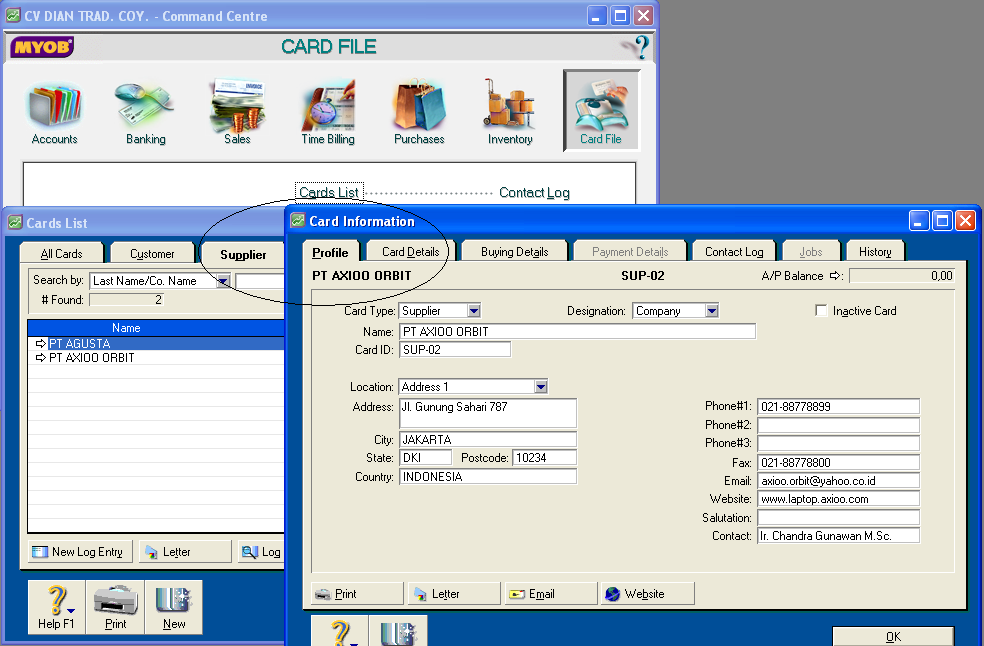 CV DIAN TRAD. COY. - Command Centre
MYOB
CARD FILE
Accounts
Banking
Sales
Time Billing
Purchases
Inventory
Card File
INVOICE
Cards List
Contact Log
Cards List
All Cards
Customer
Supplier
Search by: Last Name/Co. Name
# Found: 2
Name
PT AGUSTA
PT AXIOO ORBIT
New Log Entry
Letter
Log
Help F1
Print
New
Card Information
Profile
Card Details
Buying Details
Payment Details
Contact Log
Jobs
History
PT AXIOO ORBIT
SUP-02
A/P Balance : 0,00
Card Type: Supplier
Designation: Company
Inactive Card
Name: PT AXIOO ORBIT
Card ID: SUP-02
Location: Address 1
Address: Jl. Gunung Sahari 787
City: JAKARTA
State: DKI Postcode: 10234
Country: INDONESIA
Phone#1: 021-88778899
Phone#2:
Phone#3:
Fax: 021-88778800
Email: axioo.orbit@yahoo.co.id
Website: www.laptop.axioo.com
Salutation:
Contact: Ir. Chandra Gunawan M.Sc.
Print
Letter
Email
Website
OK